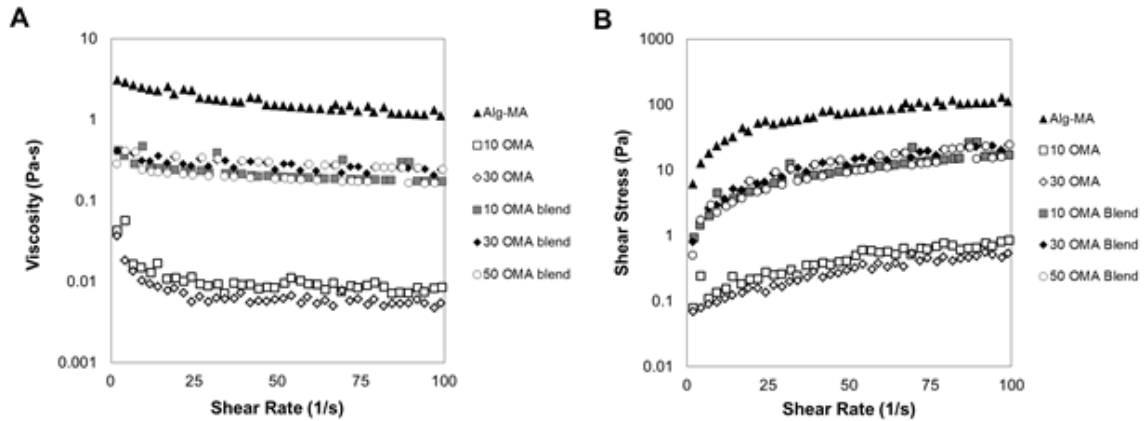 A
10
1
0.1
0.01
0.001
Viscosity (Pa-s)
0
25
50
75
100
Shear Rate (1/s)
Alg-MA
10 OMA
30 OMA
10 OMA blend
30 OMA blend
50 OMA blend
B
1000
100
10
1
0.1
0.01
Shear Stress (Pa)
0
25
50
75
100
Shear Rate (1/s)
Alg-MA
10 OMA
30 OMA
10 OMA Blend
30 OMA Blend
50 OMA Blend